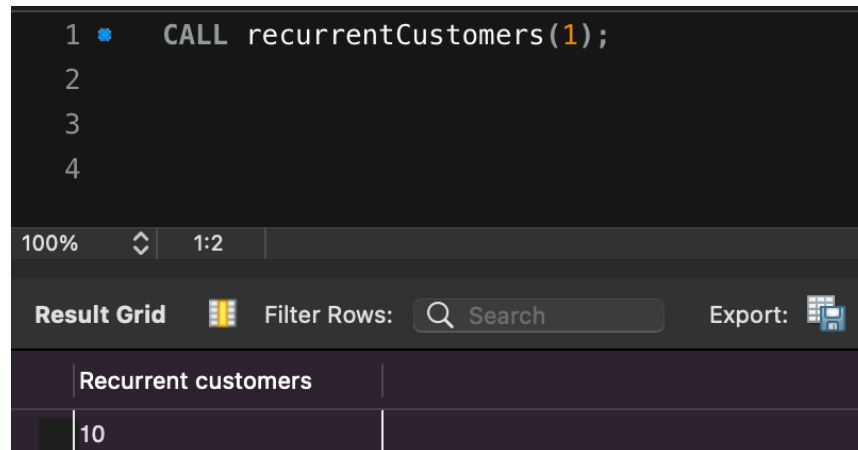 1 CALL recurrentCustomers(1);
2
3
4
100% 1:2
Result Grid Filter Rows: Search Export:
Recurrent customers
10